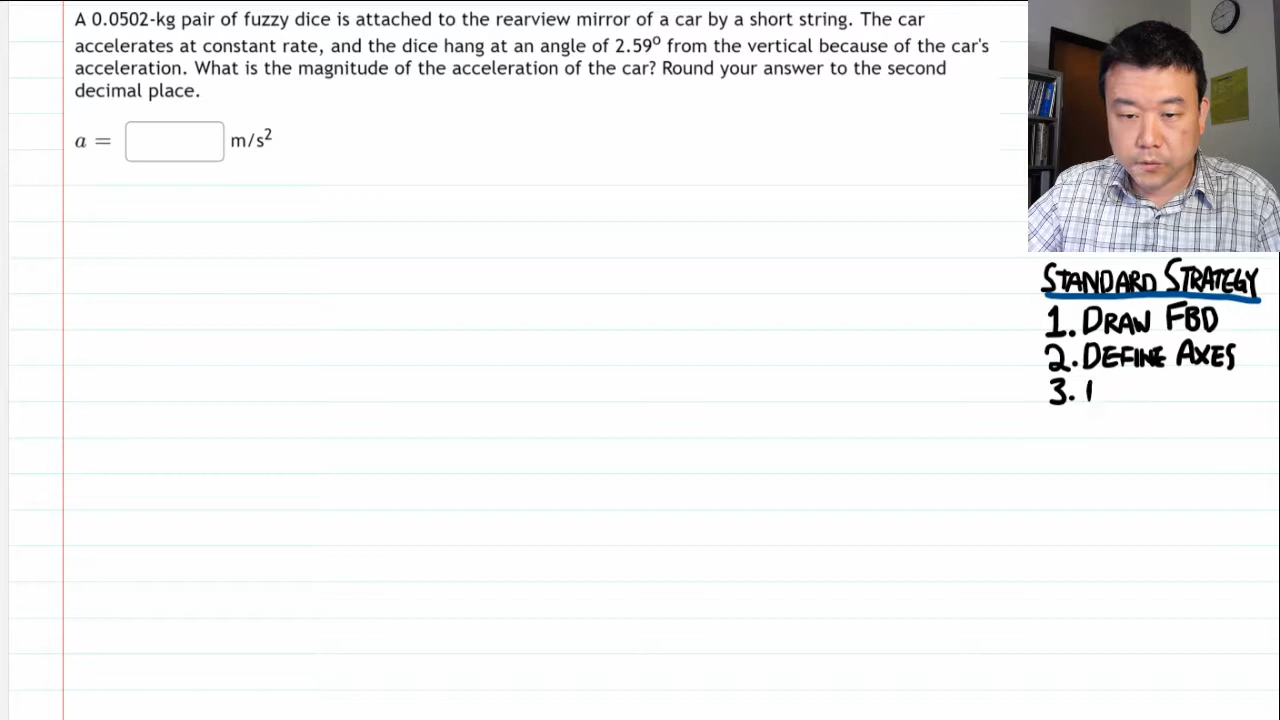 A 0.0502-kg pair of fuzzy dice is attached to the rearview mirror of a car by a short string. The car
accelerates at constant rate, and the dice hang at an angle of 2.59º from the vertical because of the car's
acceleration. What is the magnitude of the acceleration of the car? Round your answer to the second
decimal place.
a = m/s²
STANDARD STRATEGY
1. DRAW FBD
2. DEFINE AXES
3. I